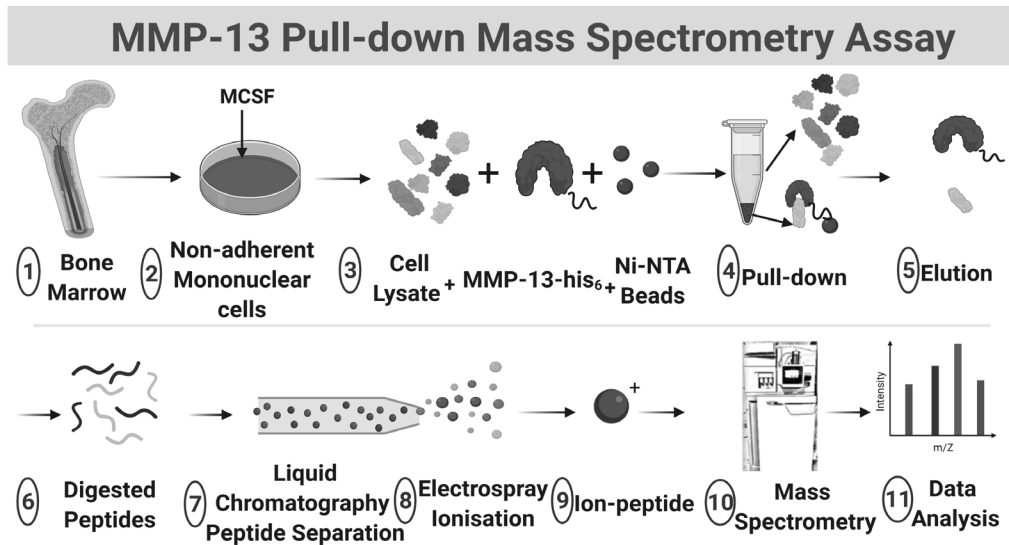 MMP-13 Pull-down Mass Spectrometry Assay
MCSF
+ +
1 Bone
Marrow
2 Non-adherent
Mononuclear
cells
3 Cell
Lysate + MMP-13-his₆ + Ni-NTA
Beads
4 Pull-down
5 Elution
6 Digested
Peptides
7 Liquid
Chromatography
Peptide Separation
8 Electrospray
Ionisation
+
9 Ion-peptide
10 Mass
Spectrometry
Intensity
m/Z
11 Data
Analysis